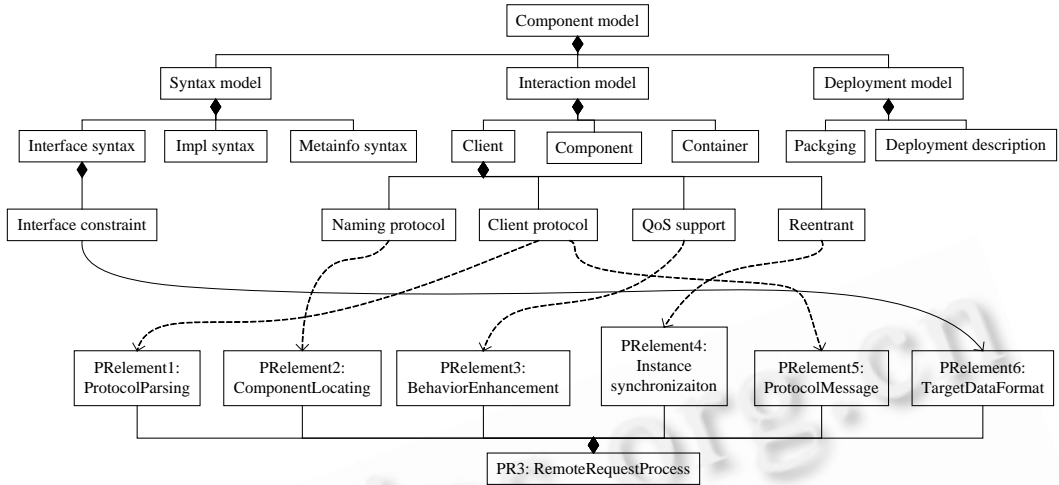 Component model
Syntax model
Interaction model
Deployment model
Interface syntax
Impl syntax
Metainfo syntax
Client
Component
Container
Packging
Deployment description
Interface constraint
Naming protocol
Client protocol
QoS support
Reentrant
PRelement1:
ProtocolParsing
PRelement2:
ComponentLocating
PRelement3:
BehaviorEnhancement
PRelement4:
Instance
synchronizaiton
PRelement5:
ProtocolMessage
PRelement6:
TargetDataFormat
PR3: RemoteRequestProcess
org.cn